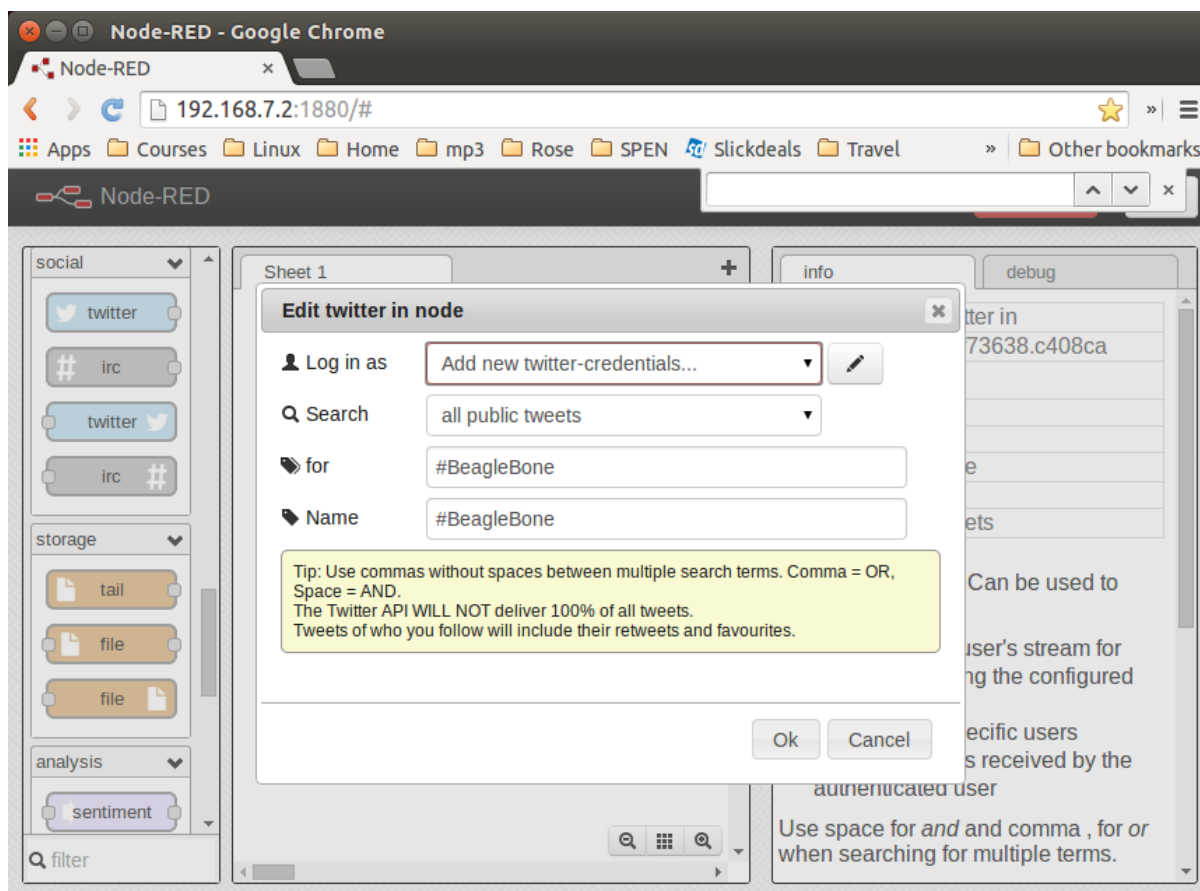 Node-RED - Google Chrome
Node-RED
192.168.7.2:1880/#
Apps Courses Linux Home mp3 Rose SPEN Slickdeals Travel » Other bookmarks
Node-RED
social
twitter
irc
twitter
irc
storage
tail
file
file
analysis
sentiment
filter
Sheet 1
Edit twitter in node
Log in as Add new twitter-credentials...
Search all public tweets
for #BeagleBone
Name #BeagleBone
Tip: Use commas without spaces between multiple search terms. Comma = OR,
Space = AND.
The Twitter API WILL NOT deliver 100% of all tweets.
Tweets of who you follow will include their retweets and favourites.
Ok Cancel
info debug
tter in
73638.c408ca
e
ets
Can be used to
user's stream for
ng the configured
ecific users
s received by the
authenticated user
Use space for and and comma , for or
when searching for multiple terms.